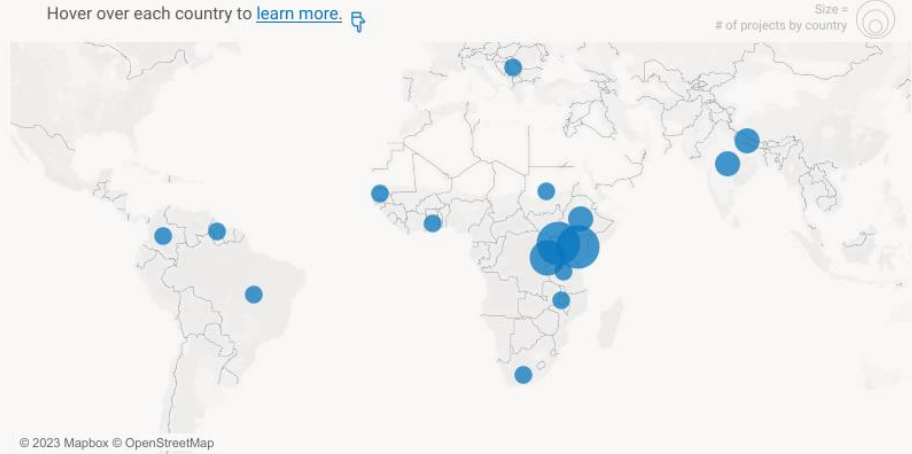 Hover over each country to learn more.
Size =
# of projects by country
© 2023 Mapbox © OpenStreetMap